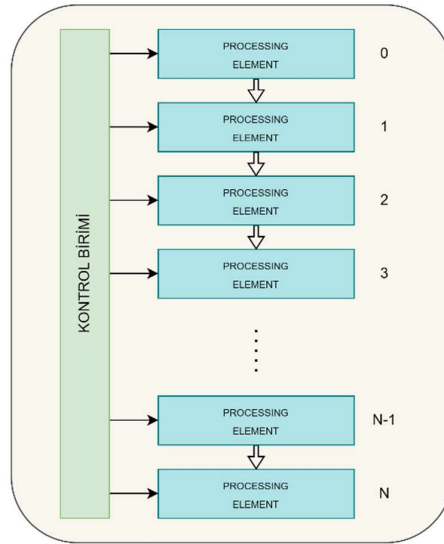 KONTROL BİRİMİ
PROCESSING
ELEMENT
0
PROCESSING
ELEMENT
1
PROCESSING
ELEMENT
2
PROCESSING
ELEMENT
3
PROCESSING
ELEMENT
N-1
PROCESSING
ELEMENT
N